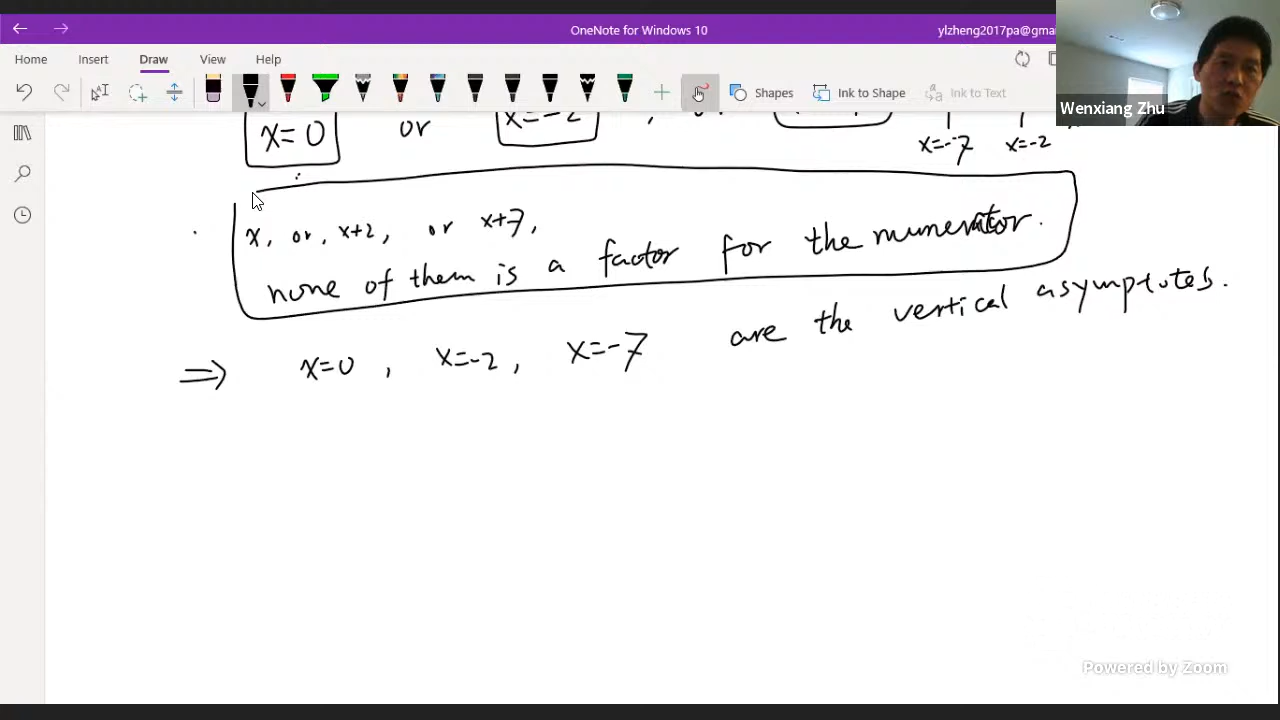 OneNote for Windows 10
ylzheng2017pa@gma
Home Insert Draw View Help
Shapes Ink to Shape Ink to Text
Wenxiang Zhu
x=0 or x=-2 , or
x=-7 x=-2
x, or, x+2, or x+7,
none of them is a factor for the numerator.
⇒ x=0 , x=-2 , x=-7 are the vertical asymptotes.
Powered by Zoom